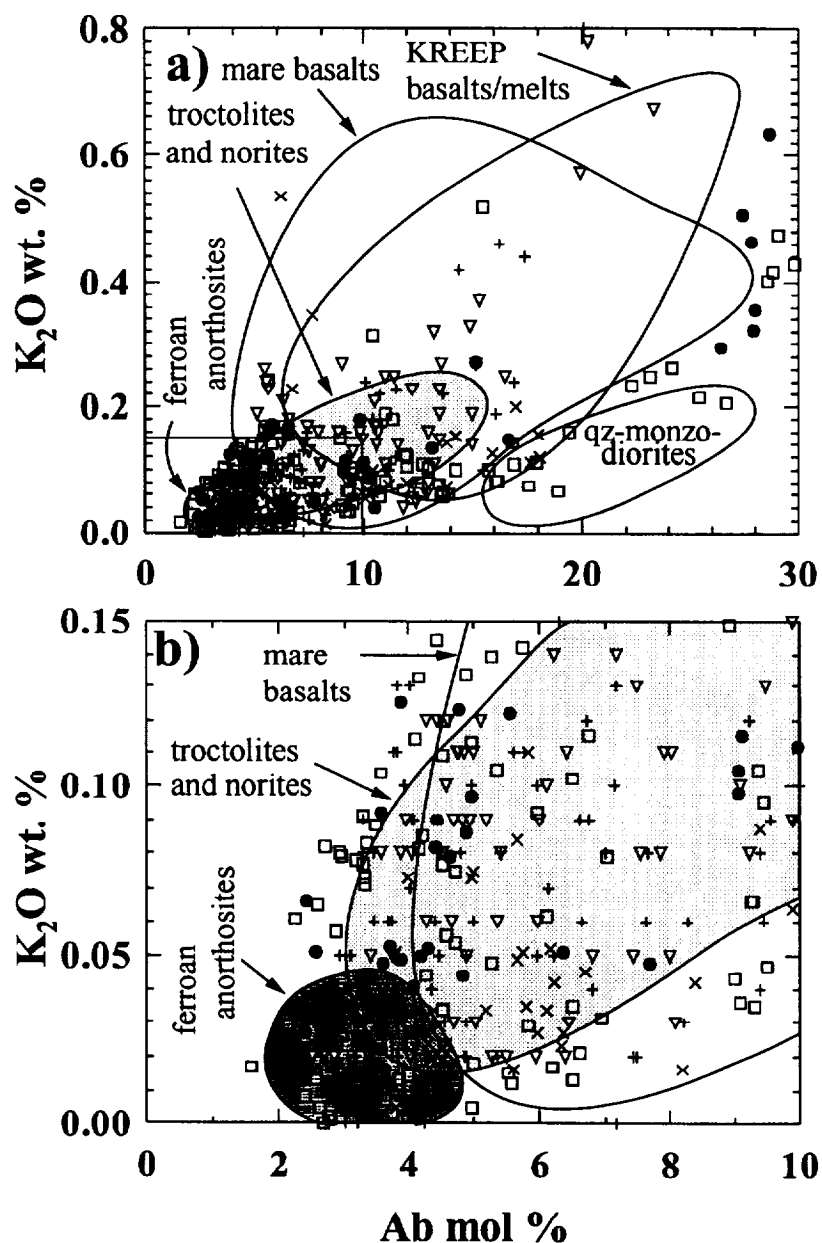 0.8
0.6
0.4
0.2
0.0
K₂O wt. %
a)
mare basalts
KREEP
basalts/melts
troctolites
and norites
ferroan
anorthosites
qz-monzo-
diorites
0
10
20
30
0.15
0.10
0.05
0.00
K₂O wt. %
b)
mare
basalts
troctolites
and norites
ferroan
anorthosites
0
2
4
6
8
10
Ab mol %